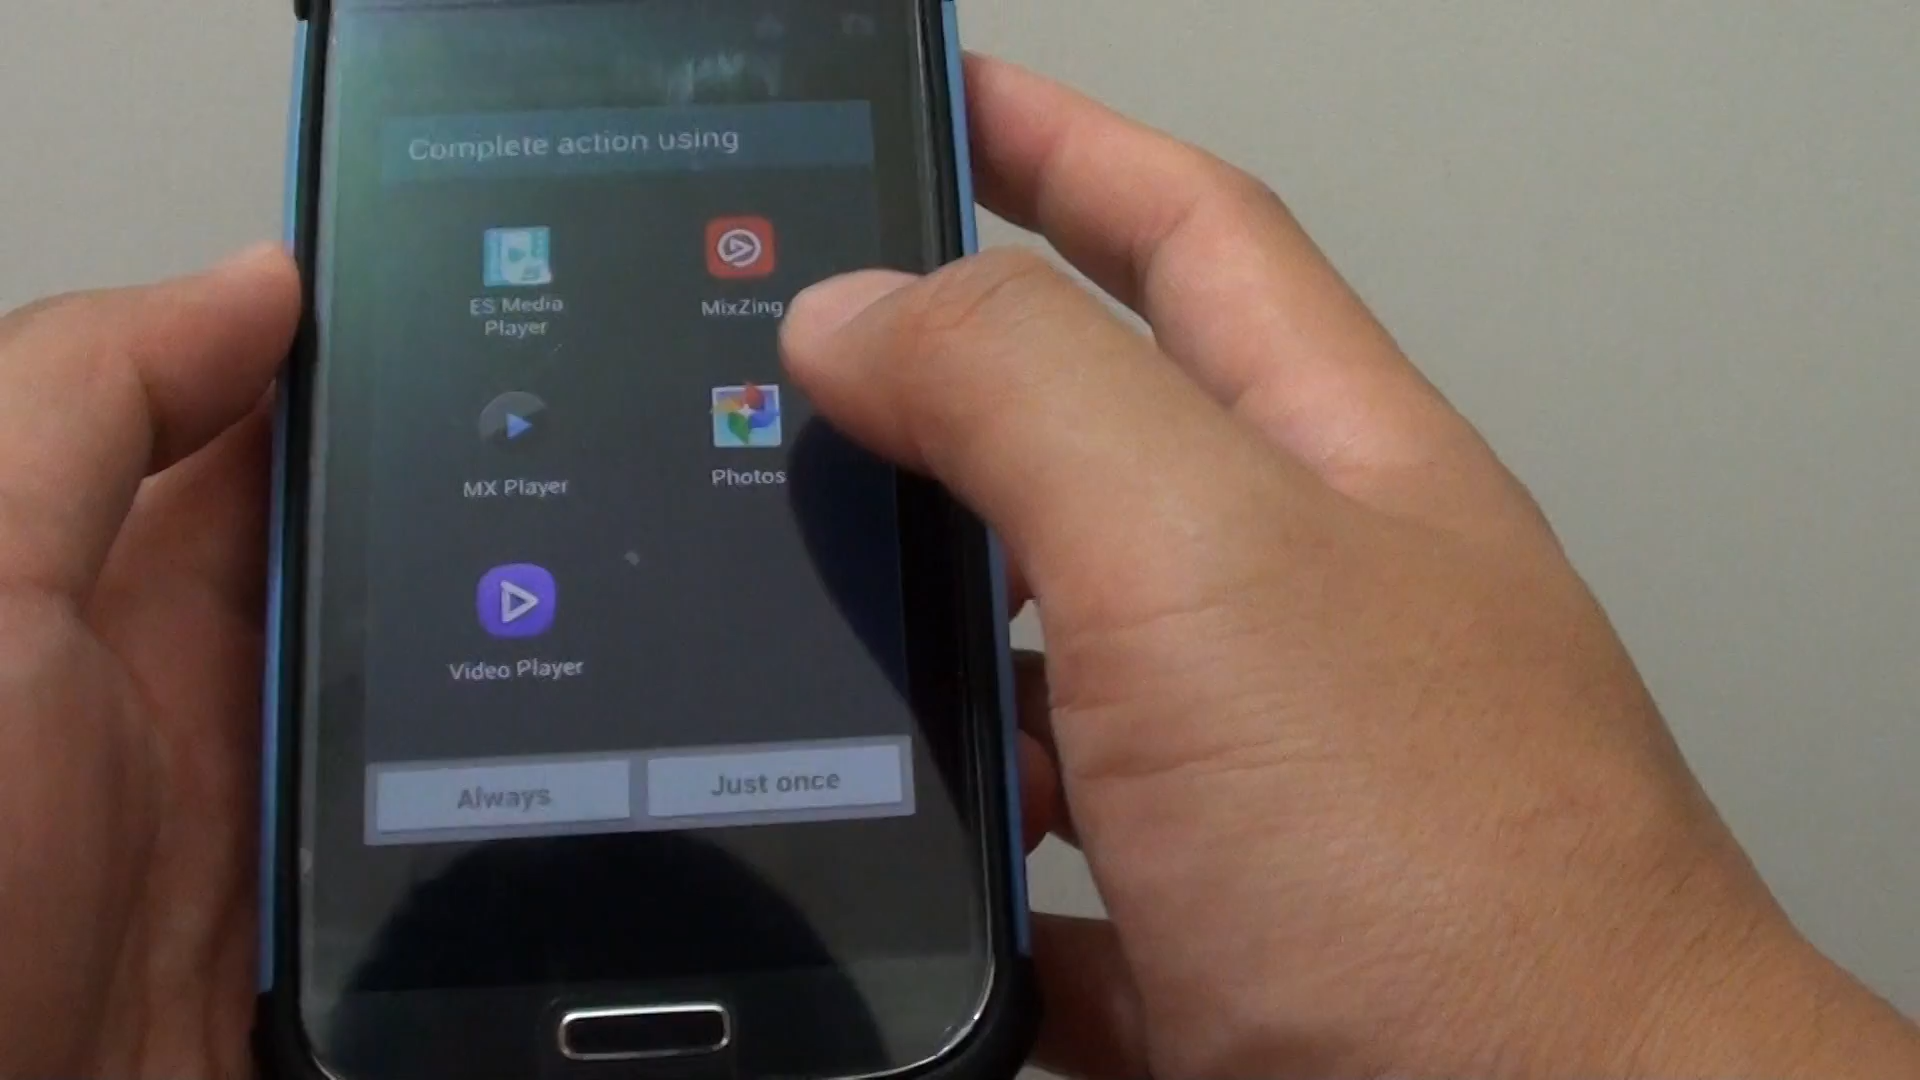 Complete action using
ES Media
Player
MixZing
MX Player
Photos
Video Player
Always
Just once